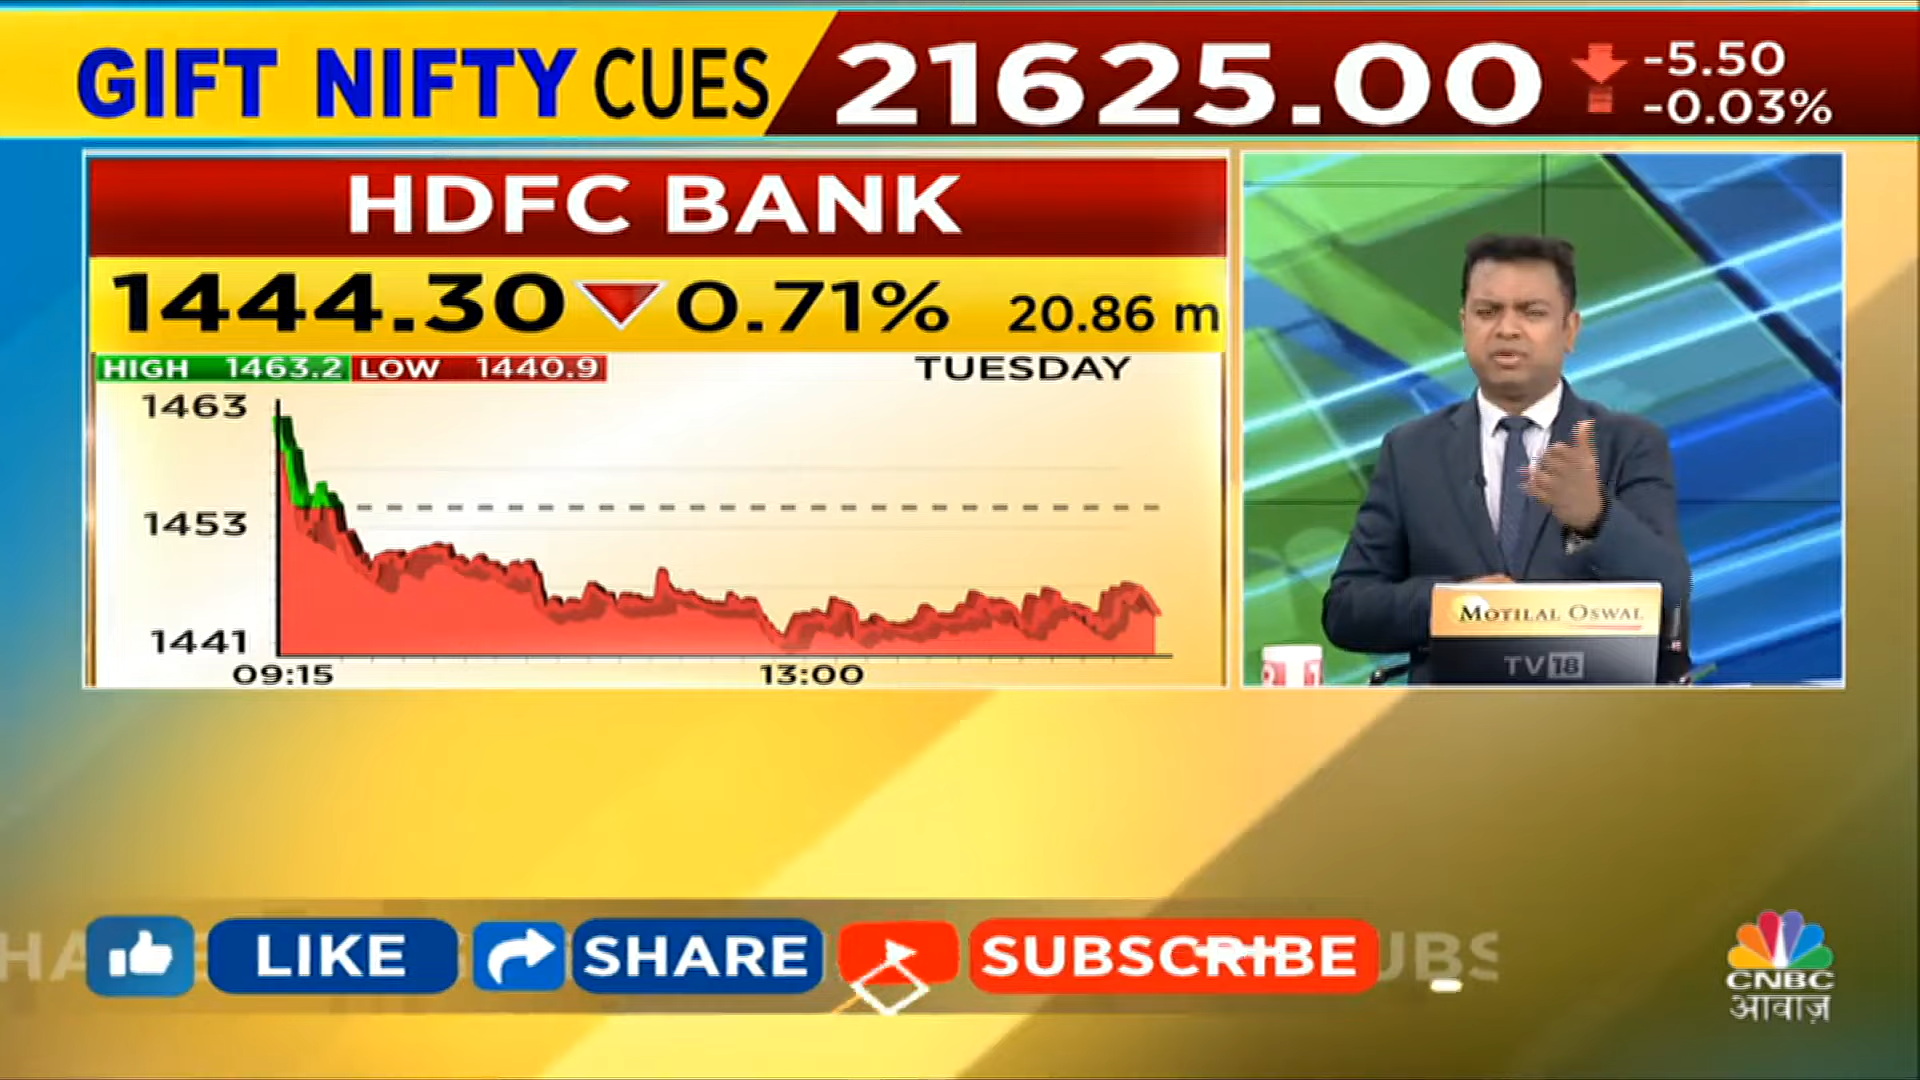 GIFT NIFTY CUES
21625.00
-5.50
-0.03%
HDFC BANK
1444.30 0.71% 20.86 m
HIGH 1463.2 LOW 1440.9
TUESDAY
1463
1453
1441
09:15 13:00
MOTILAL OSWAL
TV18
LIKE
SHARE
SUBSCRIBE
CNBC
आवाज़